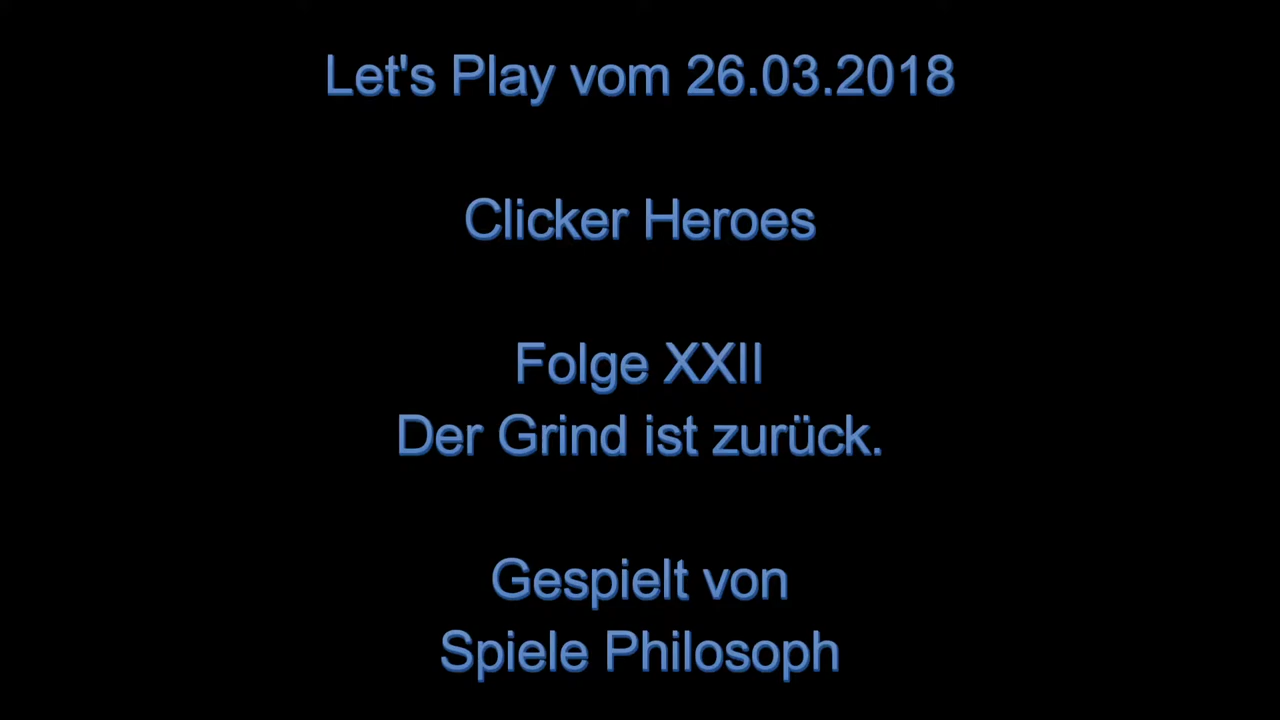 Let's Play vom 26.03.2018
Clicker Heroes
Folge XXII
Der Grind ist zurück.
Gespielt von
Spiele Philosoph